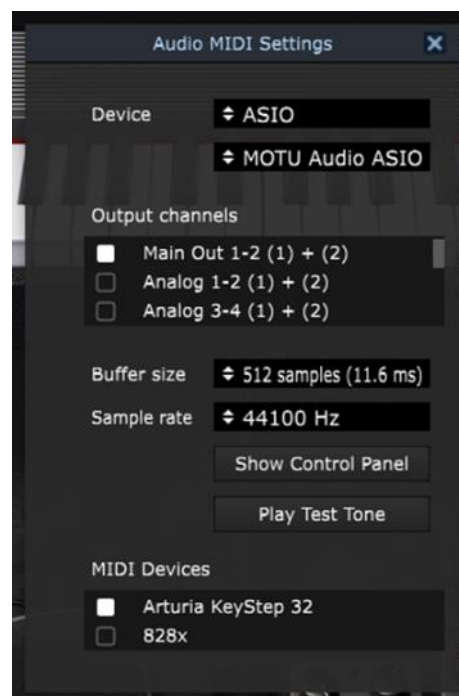 Audio MIDI Settings
Device ASIO
MOTU Audio ASIO
Output channels
Main Out 1-2 (1) + (2)
Analog 1-2 (1) + (2)
Analog 3-4 (1) + (2)
Buffer size 512 samples (11.6 ms)
Sample rate 44100 Hz
Show Control Panel
Play Test Tone
MIDI Devices
Arturia KeyStep 32
828x